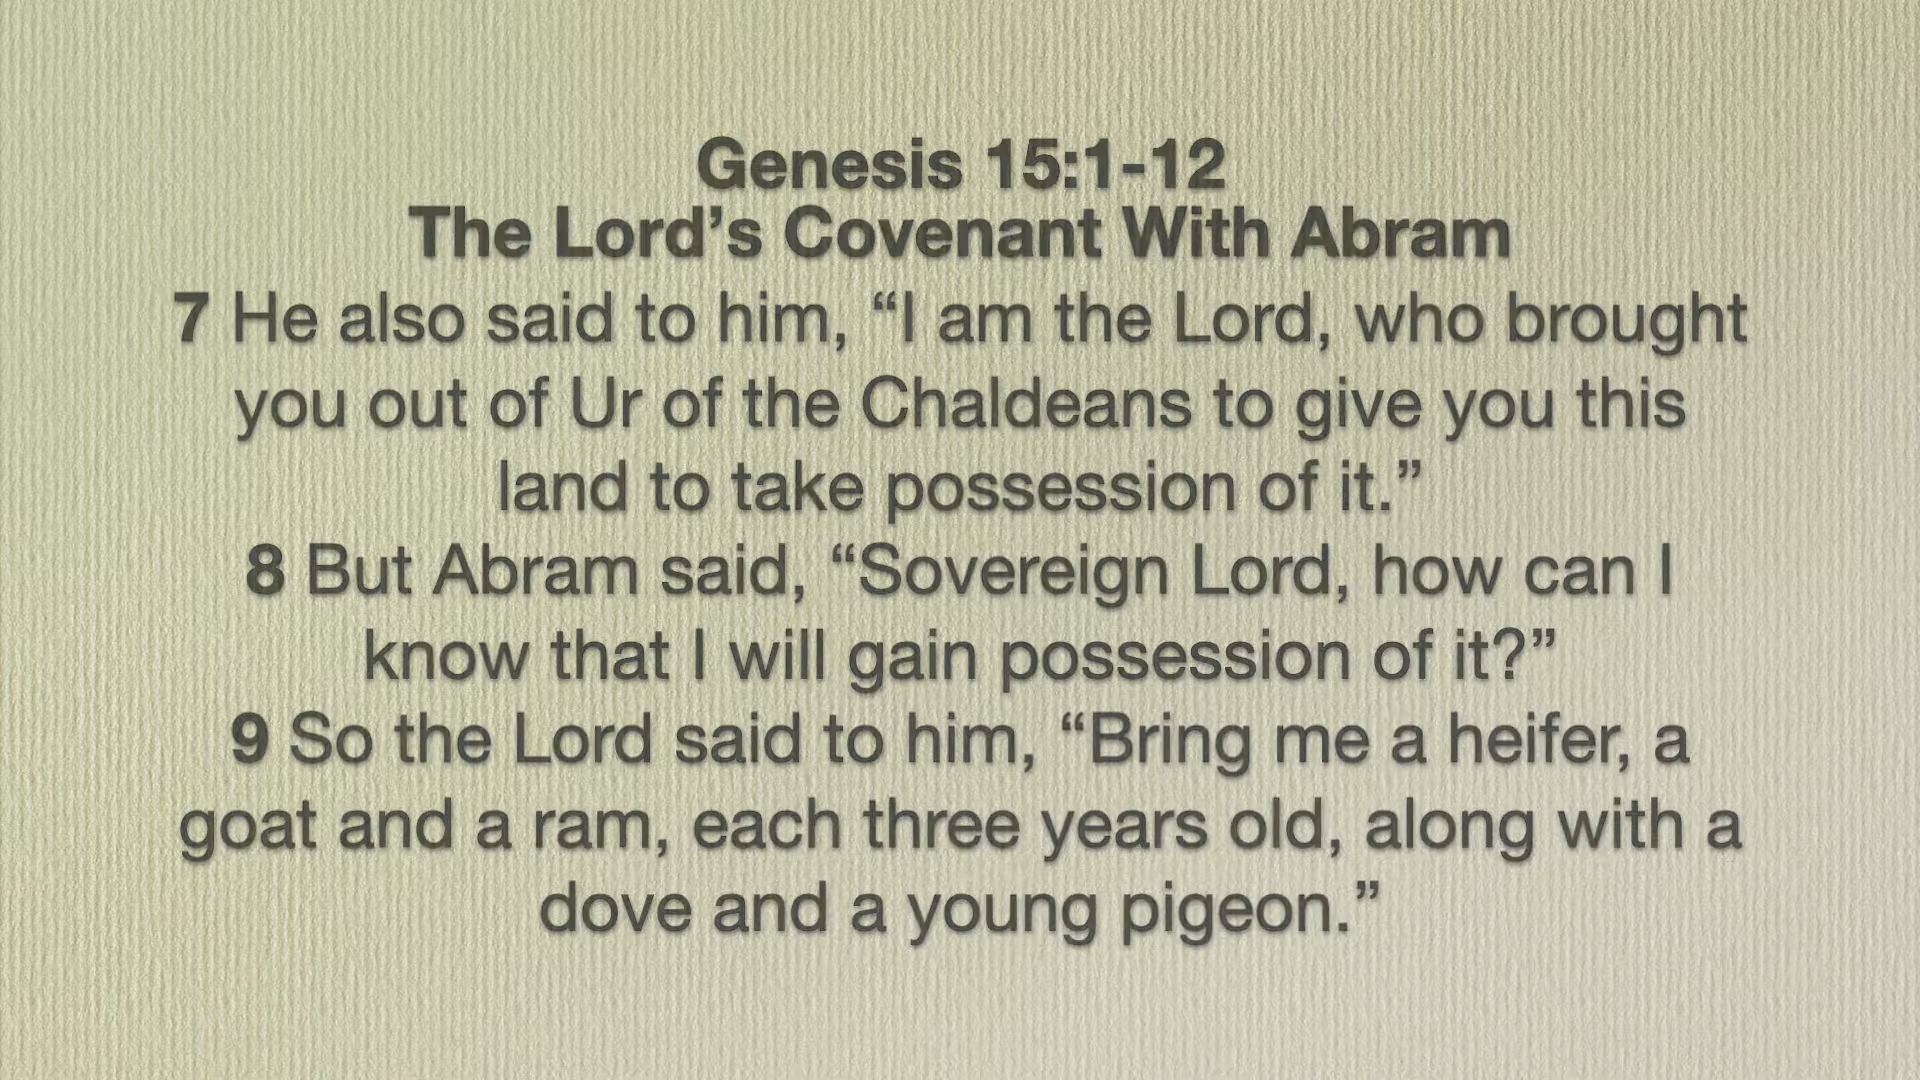 Genesis 15:1-12
The Lord’s Covenant With Abram
7 He also said to him, “I am the Lord, who brought
you out of Ur of the Chaldeans to give you this
land to take possession of it.”
8 But Abram said, “Sovereign Lord, how can I
know that I will gain possession of it?”
9 So the Lord said to him, “Bring me a heifer, a
goat and a ram, each three years old, along with a
dove and a young pigeon.”